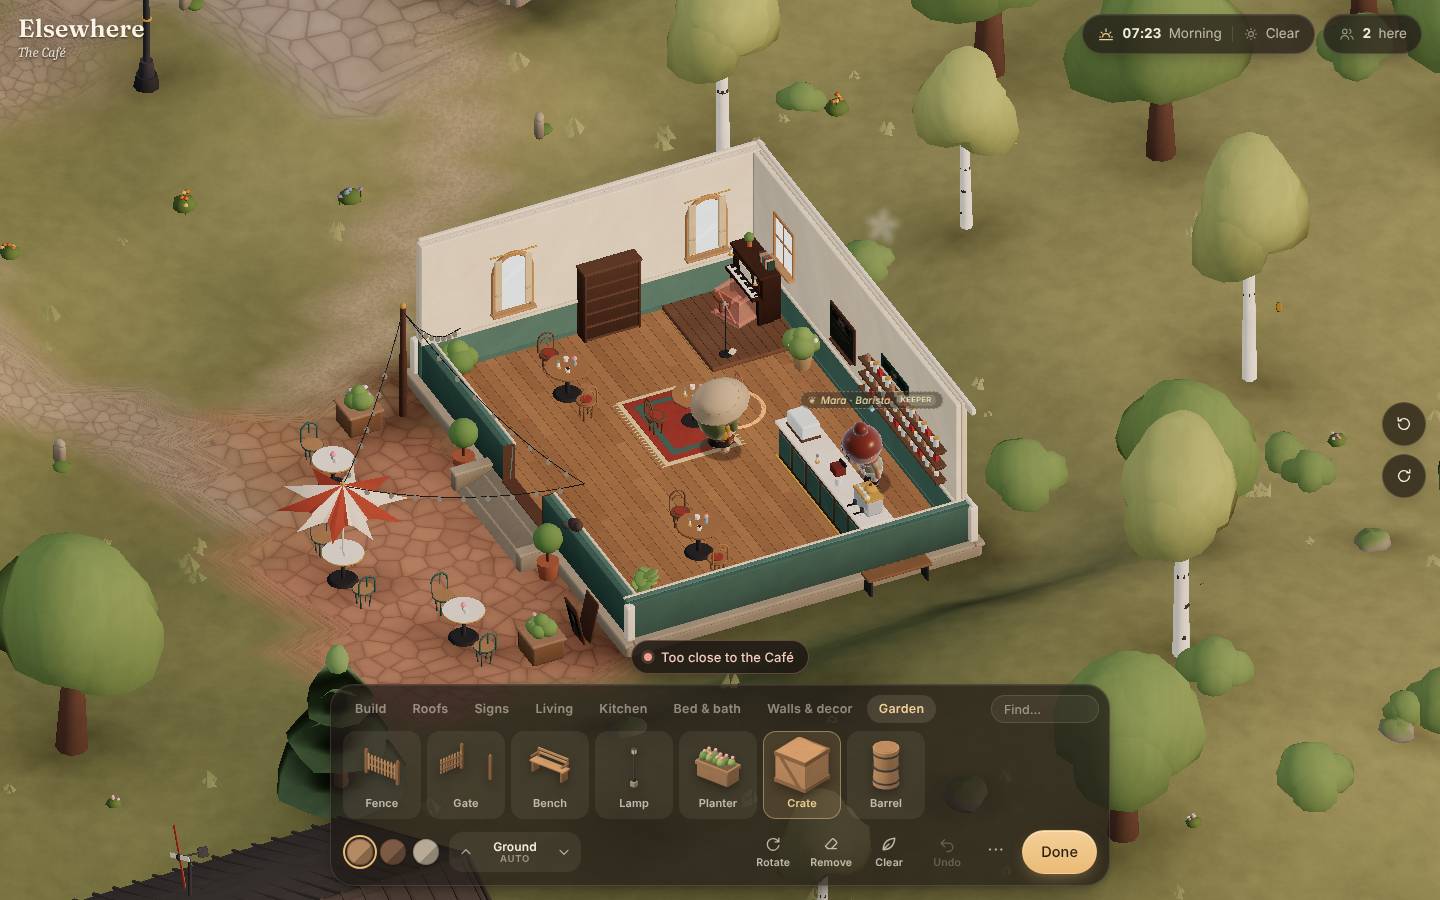 Elsewhere
The Café
07:23 Morning
Clear
2 here
Mara · Barista KEEPER
Too close to the Café
Build
Roofs
Signs
Living
Kitchen
Bed & bath
Walls & decor
Garden
Find...
Fence
Gate
Bench
Lamp
Planter
Crate
Barrel
Ground
AUTO
Rotate
Remove
Clear
Undo
Done